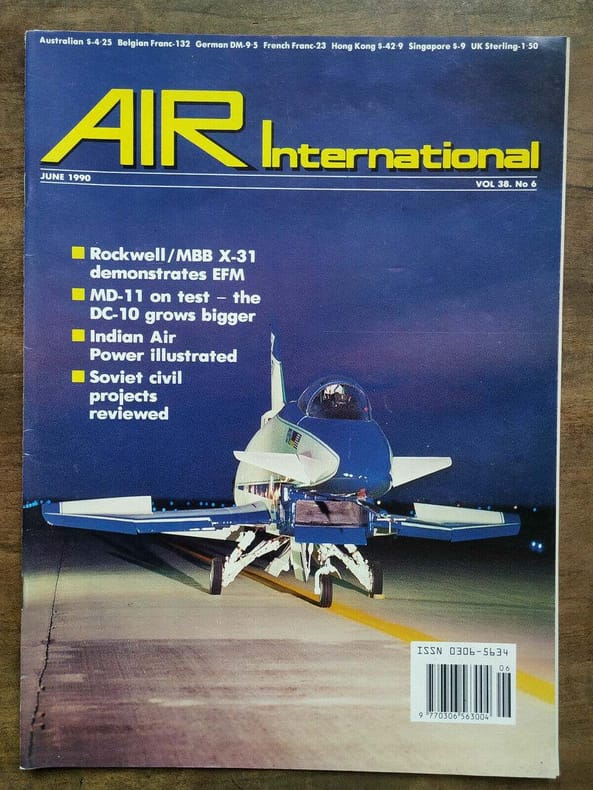 Australian $-4·25 Belgian Franc-132 German DM-9·5 French Franc-23 Hong Kong $-42·9 Singapore $-9 UK Sterling-1·50
AIR International
JUNE 1990
VOL 38. No 6
Rockwell/MBB X-31
demonstrates EFM
MD-11 on test – the
DC-10 grows bigger
Indian Air
Power illustrated
Soviet civil
projects
reviewed
ISSN 0306-5634
06
9 770306 563004